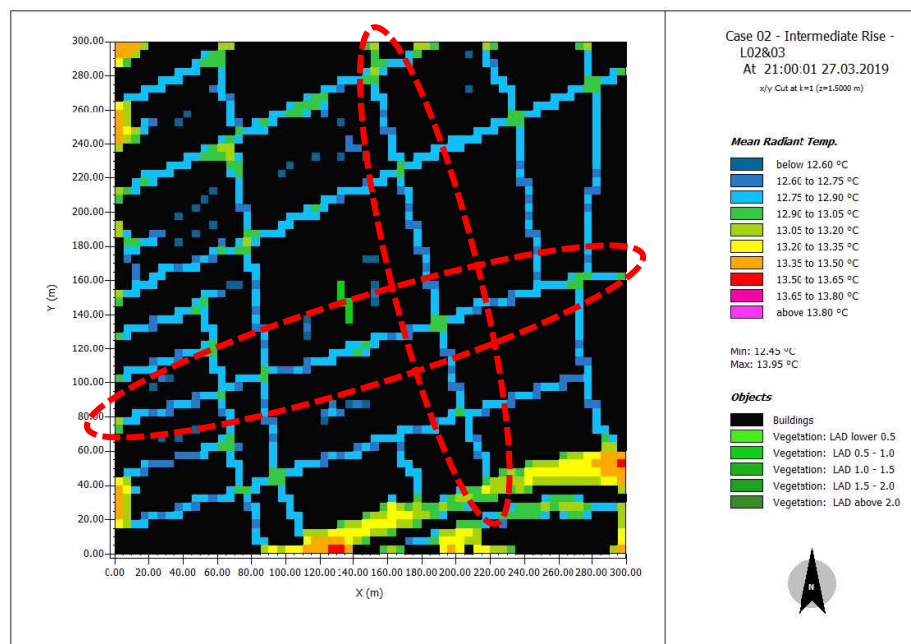 Case 02 - Intermediate Rise -
L02&03
At 21:00:01 27.03.2019
x/y Cut at k=1 (z=1.5000 m)
Mean Radiant Temp.
below 12.60 °C
12.60 to 12.75 °C
12.75 to 12.90 °C
12.90 to 13.05 °C
13.05 to 13.20 °C
13.20 to 13.35 °C
13.35 to 13.50 °C
13.50 to 13.65 °C
13.65 to 13.80 °C
above 13.80 °C
Min: 12.45 °C
Max: 13.95 °C
Objects
Buildings
Vegetation: LAD lower 0.5
Vegetation: LAD 0.5 - 1.0
Vegetation: LAD 1.0 - 1.5
Vegetation: LAD 1.5 - 2.0
Vegetation: LAD above 2.0
N
Y (m)
300.00
280.00
260.00
240.00
220.00
200.00
180.00
160.00
140.00
120.00
100.00
80.00
60.00
40.00
20.00
0.00
0.00 20.00 40.00 60.00 80.00 100.00 120.00 140.00 160.00 180.00 200.00 220.00 240.00 260.00 280.00 300.00
X (m)